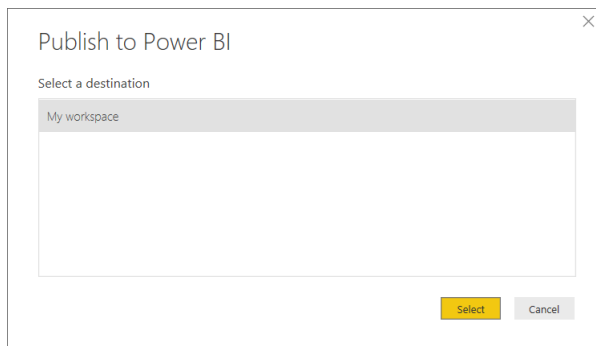 Publish to Power BI
Select a destination
My workspace
Select Cancel